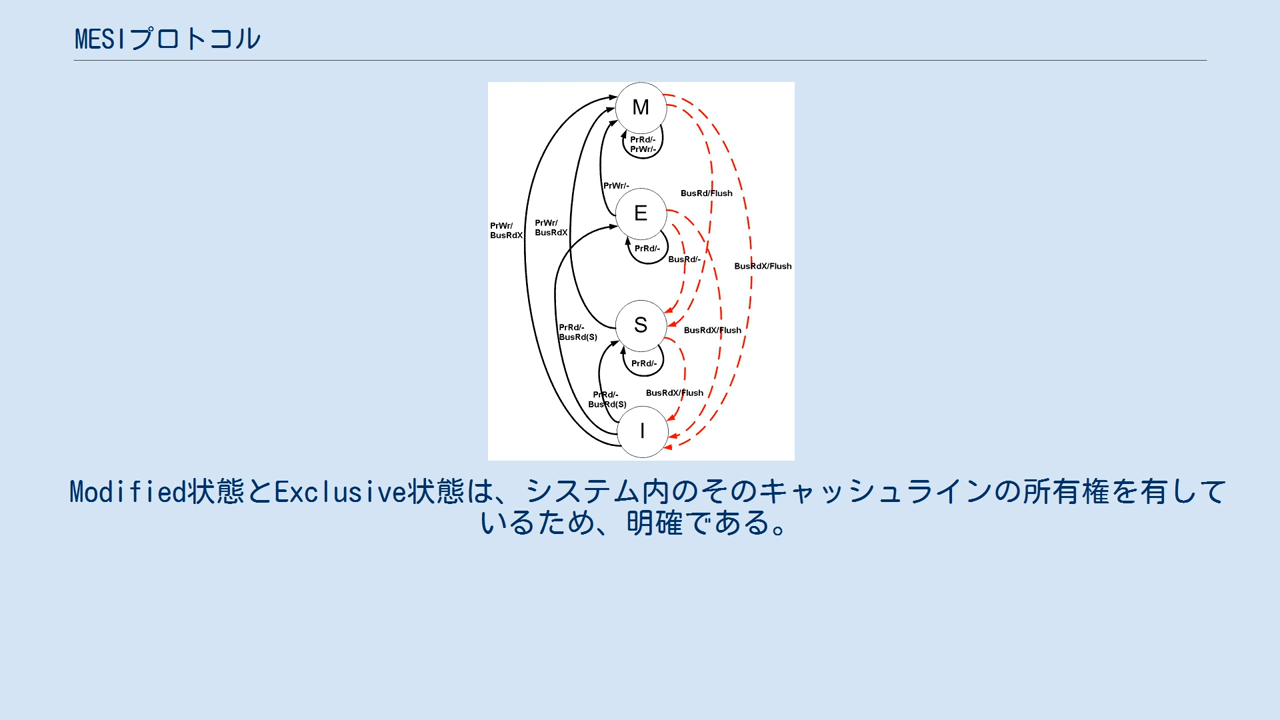 MESIプロトコル
M
PrRd/-
PrWr/-
PrWr/-
BusRd/Flush
E
PrWr/
BusRdX
PrWr/
BusRdX
PrRd/-
BusRd/-
BusRdX/Flush
S
PrRd/-
BusRd(S)
BusRdX/Flush
PrRd/-
PrRd/-
BusRd(S)
BusRdX/Flush
I
Modified状態とExclusive状態は、システム内のそのキャッシュラインの所有権を有して
いるため、明確である。